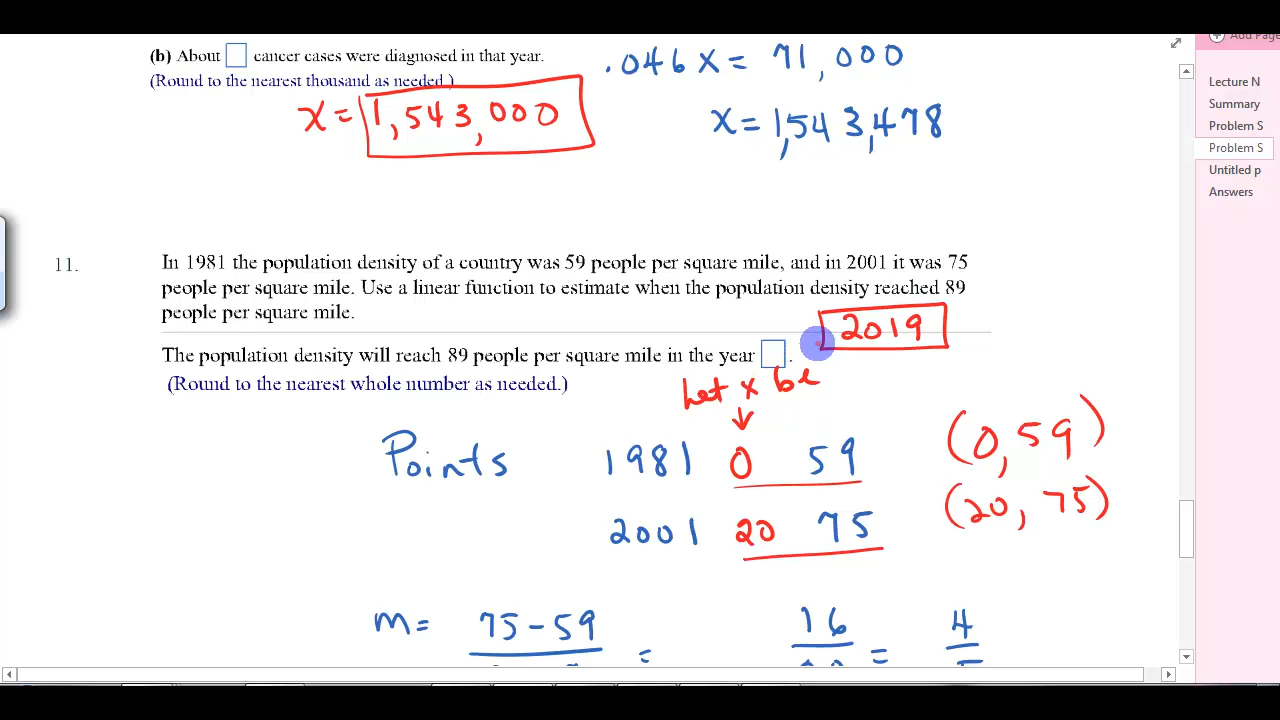 (b) About cancer cases were diagnosed in that year.
(Round to the nearest thousand as needed.)
.046x = 71,000
x = 1,543,000
x = 1,543,478
Add Page
Lecture N
Summary
Problem S
Problem S
Untitled p
Answers
11.
In 1981 the population density of a country was 59 people per square mile, and in 2001 it was 75
people per square mile. Use a linear function to estimate when the population density reached 89
people per square mile.
2019
The population density will reach 89 people per square mile in the year .
(Round to the nearest whole number as needed.)
Let x be
Points 1981 0 59 (0,59)
2001 20 75 (20, 75)
m = 75 - 59 = 16 = 4